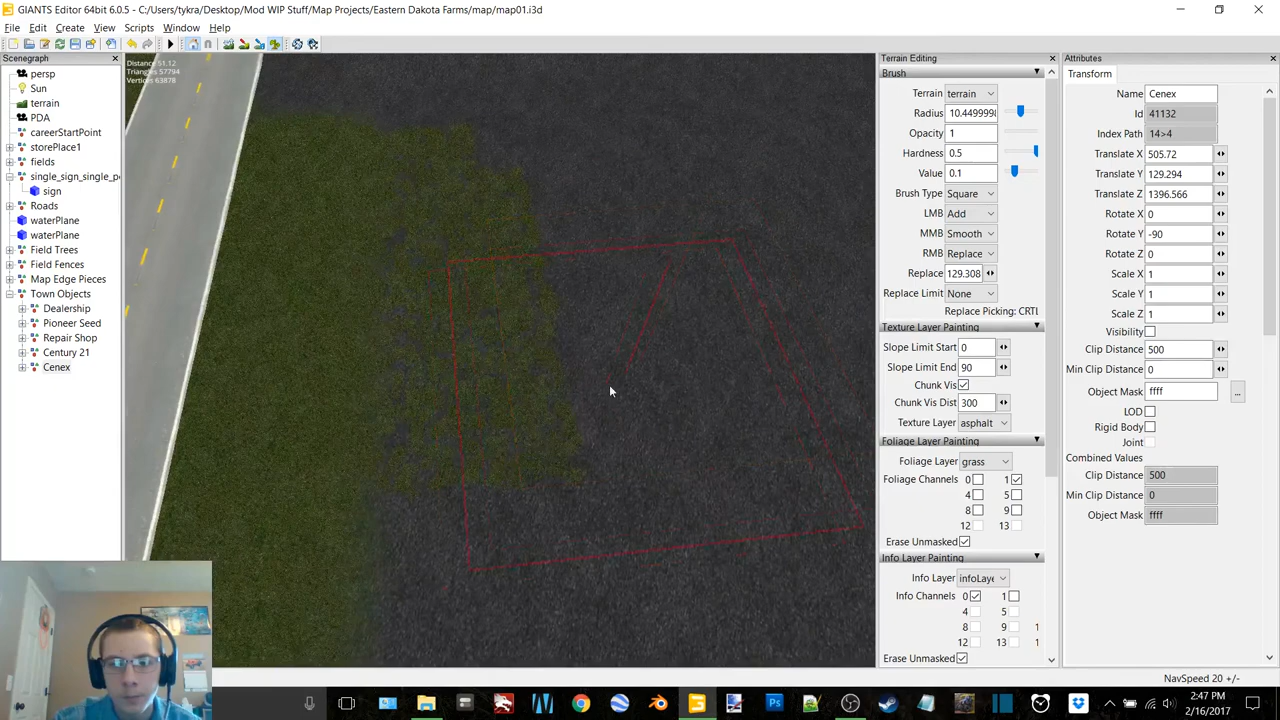 GIANTS Editor 64bit 6.0.5 - C:/Users/tykra/Desktop/Mod WIP Stuff/Map Projects/Eastern Dakota Farms/map/map01.i3d
File Edit Create View Scripts Window Help
Scenegraph
persp
Sun
terrain
PDA
careerStartPoint
storePlace1
fields
single_sign_single_p
sign
Roads
waterPlane
waterPlane
Field Trees
Field Fences
Map Edge Pieces
Town Objects
Dealership
Pioneer Seed
Repair Shop
Century 21
Cenex
Distance 51.12
Triangles 57794
Vertices 63878
Terrain Editing
Brush
Terrain terrain
Radius 10.4499998
Opacity 1
Hardness 0.5
Value 0.1
Brush Type Square
LMB Add
MMB Smooth
RMB Replace
Replace 129.308
Replace Limit None
Replace Picking: CRTL
Texture Layer Painting
Slope Limit Start 0
Slope Limit End 90
Chunk Vis
Chunk Vis Dist 300
Texture Layer asphalt
Foliage Layer Painting
Foliage Layer grass
Foliage Channels 0 1
4 5
8 9
12 13
Erase Unmasked
Info Layer Painting
Info Layer infoLaye
Info Channels 0 1
4 5
8 9 1
12 13 1
Erase Unmasked
Attributes
Transform
Name Cenex
Id 41132
Index Path 14>4
Translate X 505.72
Translate Y 129.294
Translate Z 1396.566
Rotate X 0
Rotate Y -90
Rotate Z 0
Scale X 1
Scale Y 1
Scale Z 1
Visibility
Clip Distance 500
Min Clip Distance 0
Object Mask ffff ...
LOD
Rigid Body
Joint
Combined Values
Clip Distance 500
Min Clip Distance 0
Object Mask ffff
NavSpeed 20 +/-
2:47 PM
2/16/2017